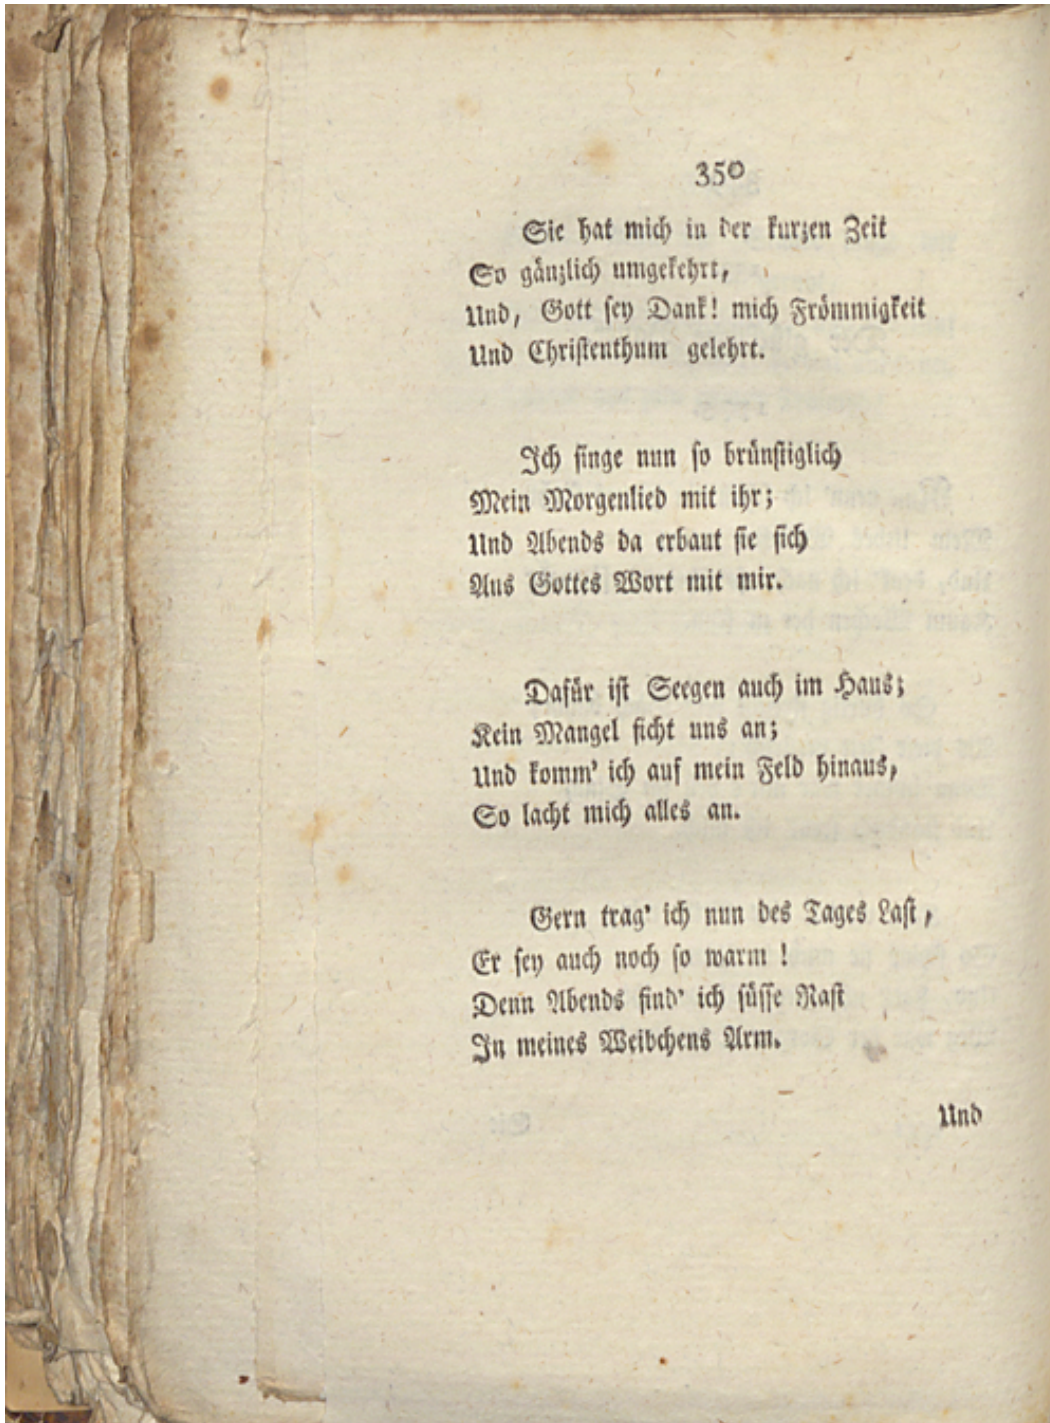 350
Sie hat mich in der kurzen Zeit
So gänzlich umgekehrt,
Und, Gott sey Dank! mich Frömmigkeit
Und Christenthum gelehrt.
Ich singe nun so brünstiglich
Mein Morgenlied mit ihr;
Und Abends da erbaut sie sich
Aus Gottes Wort mit mir.
Dafür ist Seegen auch im Haus;
Kein Mangel ficht uns an;
Und komm' ich auf mein Feld hinaus,
So lacht mich alles an.
Gern trag' ich nun des Tages Last,
Er sey auch noch so warm!
Denn Abends find' ich süsse Rast
In meines Weibchens Arm.
Und